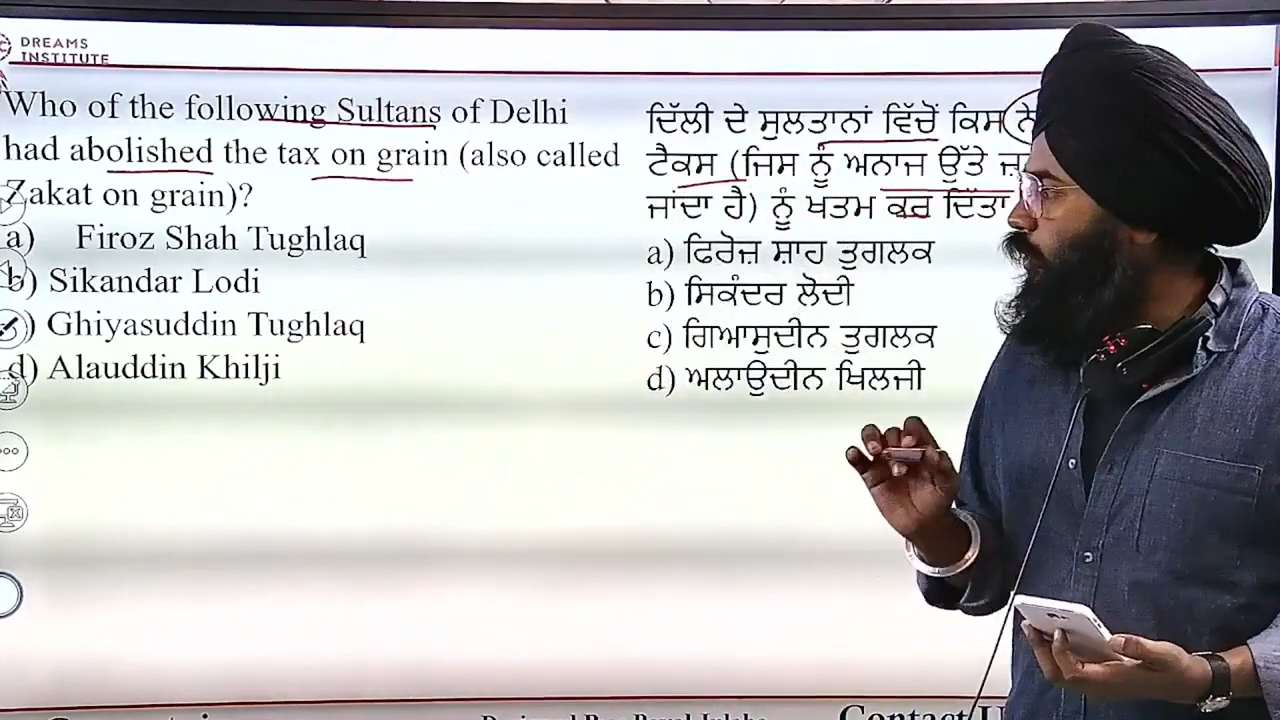 DREAMS
INSTITUTE
Who of the following Sultans of Delhi
had abolished the tax on grain (also called
Zakat on grain)?
a) Firoz Shah Tughlaq
b) Sikandar Lodi
) Ghiyasuddin Tughlaq
d) Alauddin Khilji
ਦਿੱਲੀ ਦੇ ਸੁਲਤਾਨਾਂ ਵਿੱਚੋਂ ਕਿਸ ਨੇ
ਟੈਕਸ (ਜਿਸ ਨੂੰ ਅਨਾਜ ਉੱਤੇ
ਜਾਂਦਾ ਹੈ) ਨੂੰ ਖਤਮ ਕਰ ਦਿੱਤਾ
a) ਫਿਰੋਜ਼ ਸ਼ਾਹ ਤੁਗਲਕ
b) ਸਿਕੰਦਰ ਲੋਦੀ
c) ਗਿਆਸੁਦੀਨ ਤੁਗਲਕ
d) ਅਲਾਉਦੀਨ ਖਿਲਜੀ
Contact U